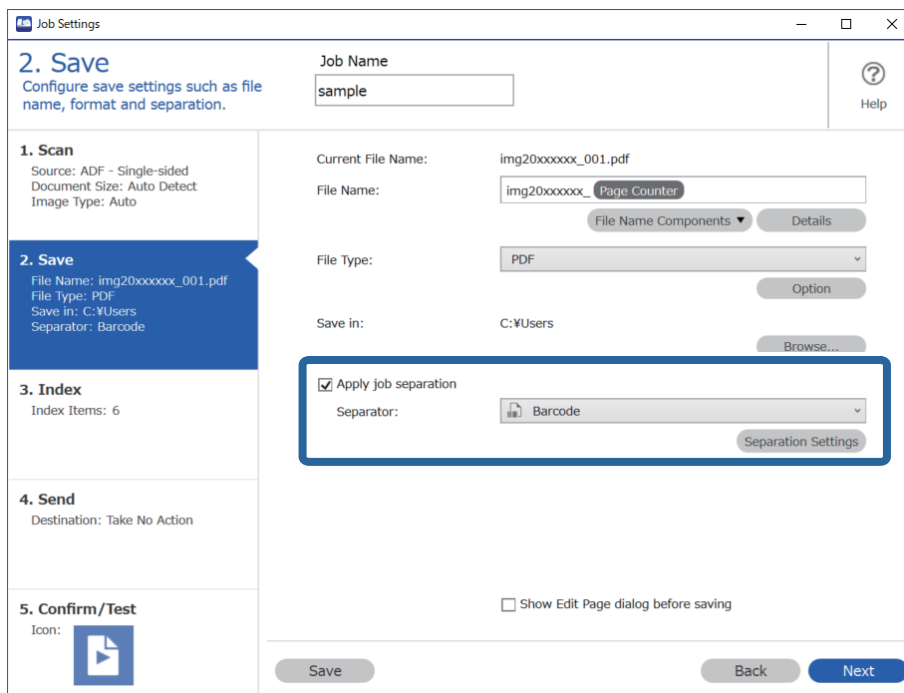 Job Settings
2. Save
Configure save settings such as file
name, format and separation.
Job Name
sample
Help
1. Scan
Source: ADF - Single-sided
Document Size: Auto Detect
Image Type: Auto
2. Save
File Name: img20xxxxxx_001.pdf
File Type: PDF
Save in: C:¥Users
Separator: Barcode
3. Index
Index Items: 6
4. Send
Destination: Take No Action
5. Confirm/Test
Icon:
Current File Name: img20xxxxxx_001.pdf
File Name: img20xxxxxx_ Page Counter
File Name Components ▼ Details
File Type: PDF
Option
Save in: C:¥Users
Browse...
Apply job separation
Separator: Barcode
Separation Settings
Show Edit Page dialog before saving
Save Back Next